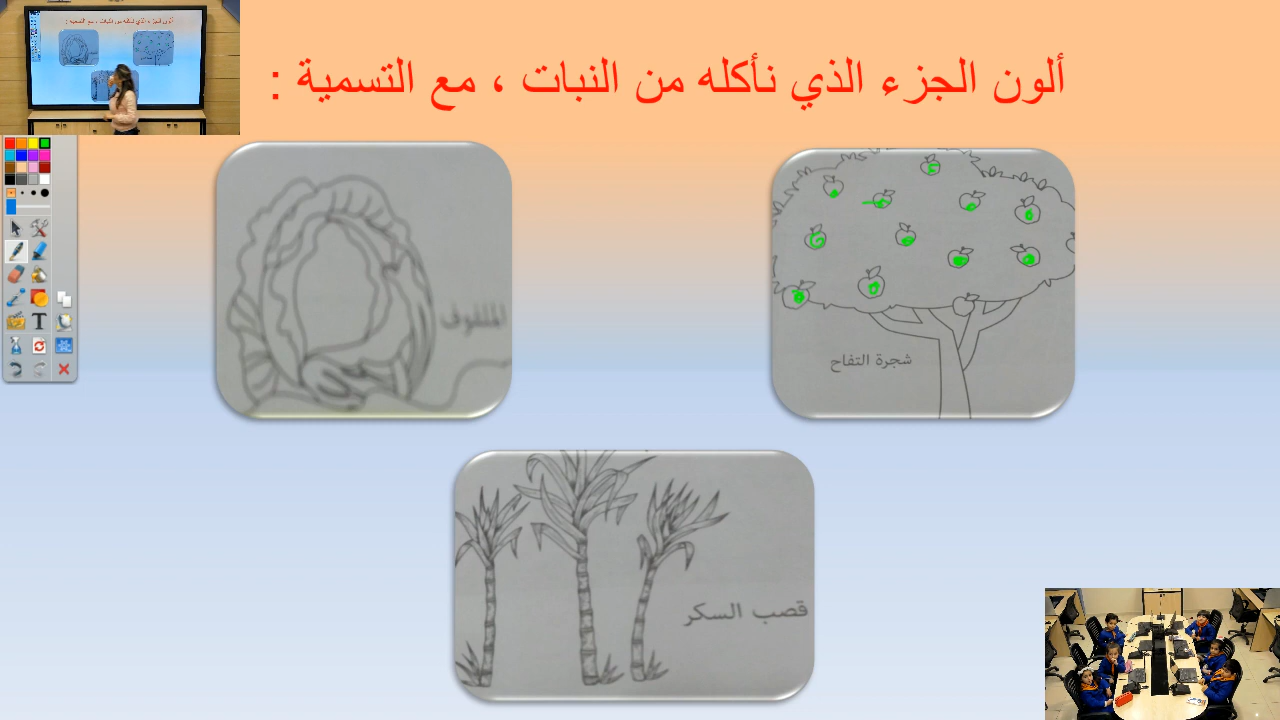 ألون الجزء الذي نأكله من النبات ، مع التسمية :
شجرة التفاح
الملفوف
قصب السكر